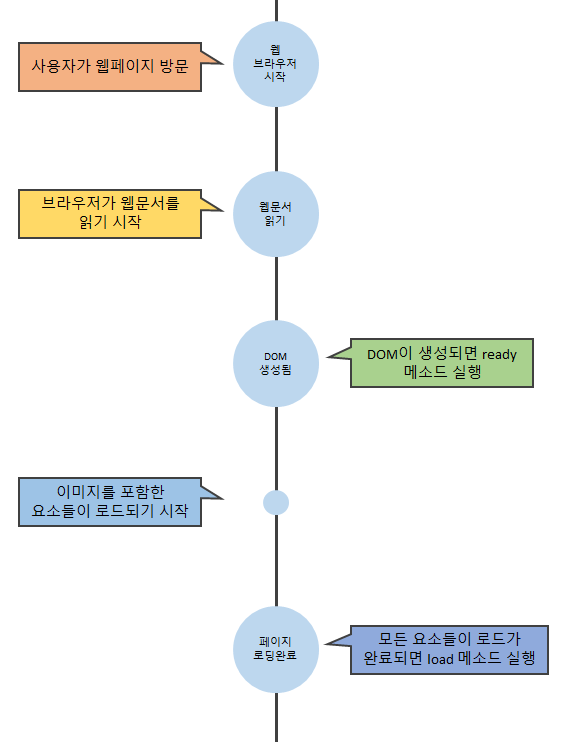 사용자가 웹페이지 방문
웹
브라우저
시작
브라우저가 웹문서를
읽기 시작
웹문서
읽기
DOM
생성됨
DOM이 생성되면 ready
메소드 실행
이미지를 포함한
요소들이 로드되기 시작
페이지
로딩완료
모든 요소들이 로드가
완료되면 load 메소드 실행